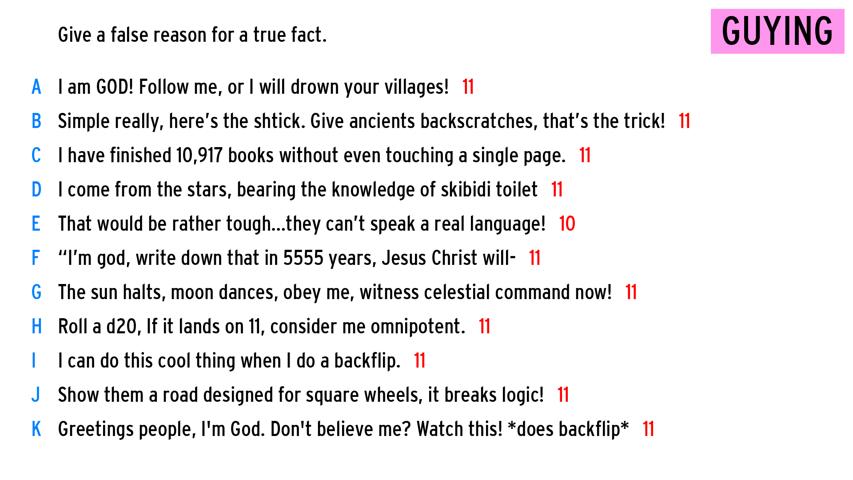 Give a false reason for a true fact.
GUYING
A I am GOD! Follow me, or I will drown your villages! 11
B Simple really, here's the shtick. Give ancients backscratches, that's the trick! 11
C I have finished 10,917 books without even touching a single page. 11
D I come from the stars, bearing the knowledge of skibidi toilet 11
E That would be rather tough...they can't speak a real language! 10
F “I'm god, write down that in 5555 years, Jesus Christ will- 11
G The sun halts, moon dances, obey me, witness celestial command now! 11
H Roll a d20, If it lands on 11, consider me omnipotent. 11
I I can do this cool thing when I do a backflip. 11
J Show them a road designed for square wheels, it breaks logic! 11
K Greetings people, I'm God. Don't believe me? Watch this! *does backflip* 11